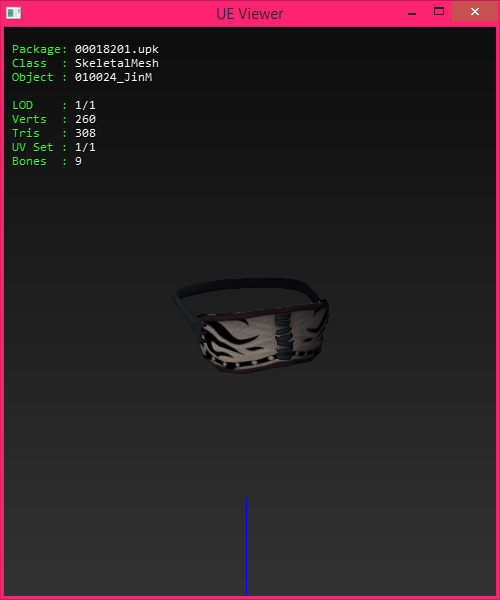 UE Viewer
Package: 00018201.upk
Class : SkeletalMesh
Object : 010024_JinM
LOD : 1/1
Verts : 260
Tris : 308
UV Set : 1/1
Bones : 9